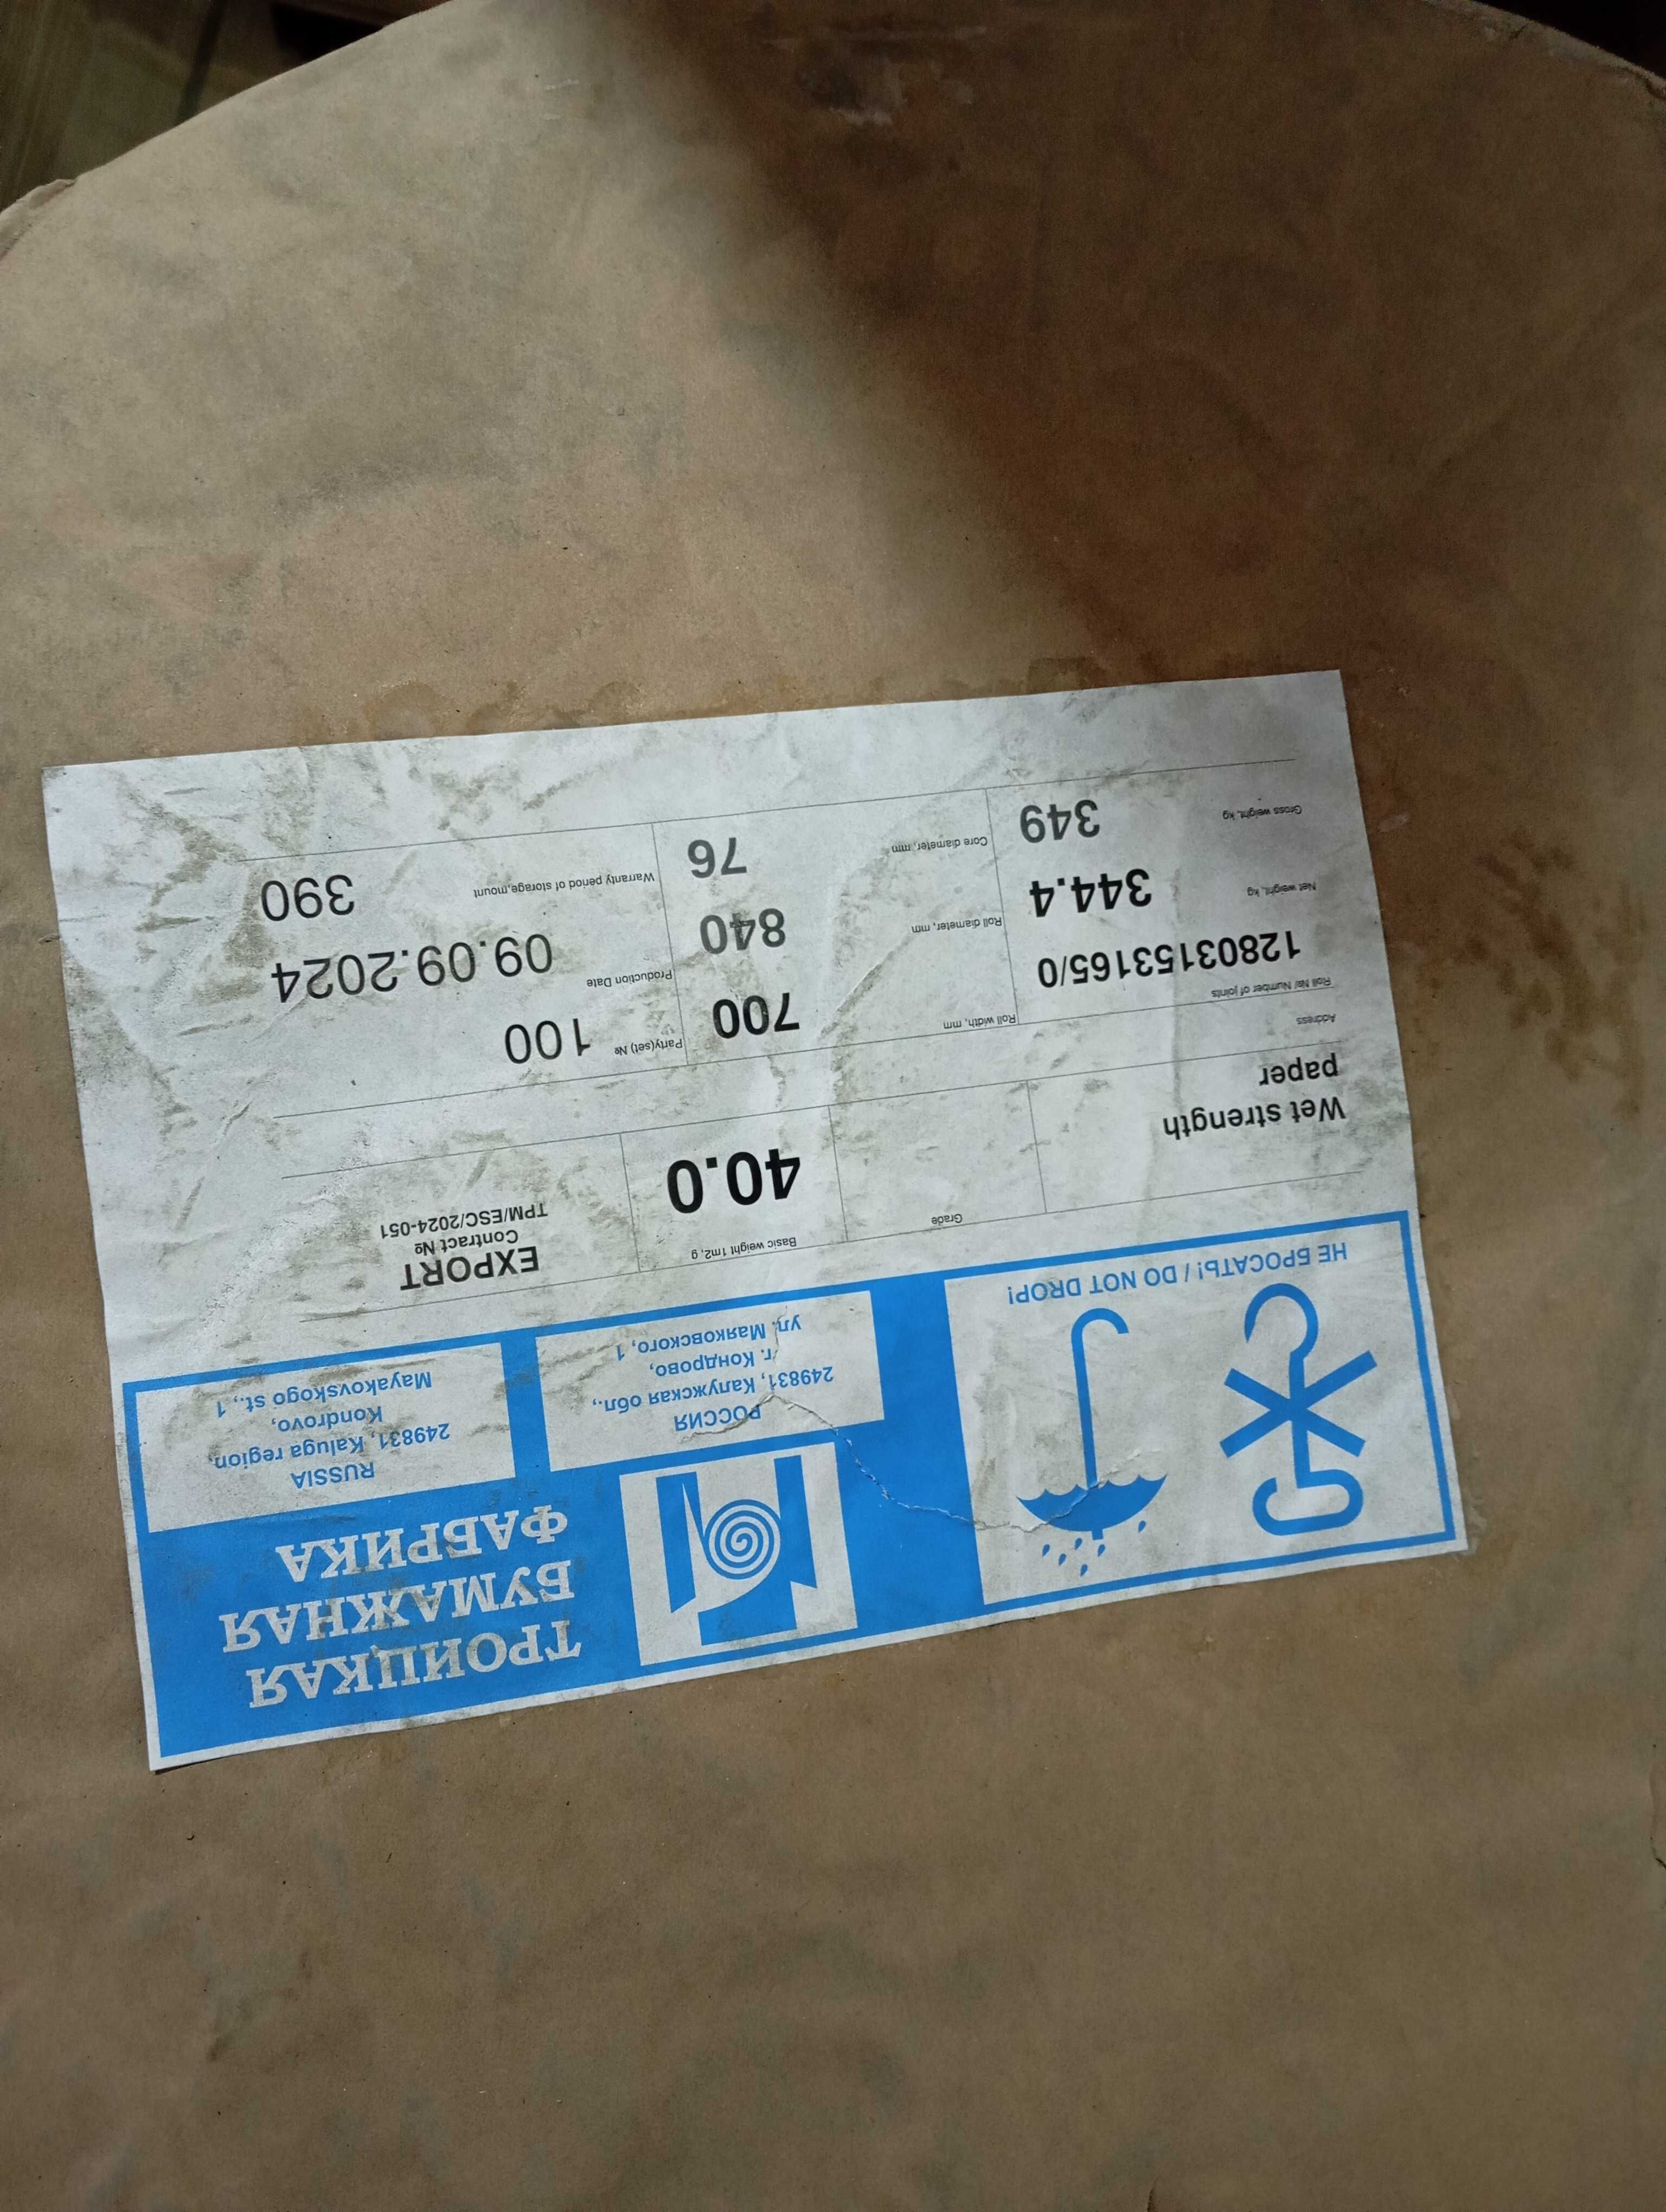 НЕ БРОСАТЬ! / DO NOT DROP!
ТРОИЦКАЯ
БУМАЖНАЯ
ФАБРИКА
РОССИЯ
249831, Калужская обл.,
г. Кондрово,
ул. Маяковского, 1
RUSSIA
249831, Kaluga region,
Kondrovo,
Mayakovskogo st., 1
Wet strength
paper
Grade
Basic weight 1m2, g
40.0
EXPORT
Contract №
TPM/ESC/2024-051
Address
Roll №/ Number of joints
12803153165/0
Net weight, kg
344.4
Gross weight, kg
349
Roll width, mm
700
Roll diameter, mm
840
Core diameter, mm
76
Party(set) №
100
Production Date
09.09.2024
Warranty period of storage,mount
390